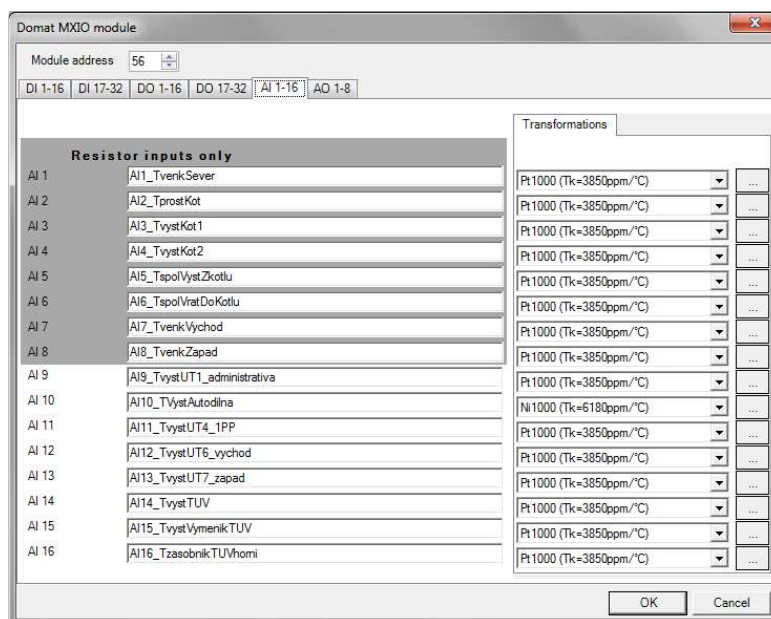 Domat MXIO module
Module address 56
DI 1-16 DI 17-32 DO 1-16 DO 17-32 AI 1-16 AO 1-8
Transformations
Resistor inputs only
AI 1 AI1_TvenkSever Pt1000 (Tk=3850ppm/°C) ...
AI 2 AI2_TprostKot Pt1000 (Tk=3850ppm/°C) ...
AI 3 AI3_TvystKot1 Pt1000 (Tk=3850ppm/°C) ...
AI 4 AI4_TvystKot2 Pt1000 (Tk=3850ppm/°C) ...
AI 5 AI5_TspolVystZkotlu Pt1000 (Tk=3850ppm/°C) ...
AI 6 AI6_TspolVratDoKotlu Pt1000 (Tk=3850ppm/°C) ...
AI 7 AI7_TvenkVychod Pt1000 (Tk=3850ppm/°C) ...
AI 8 AI8_TvenkZapad Pt1000 (Tk=3850ppm/°C) ...
AI 9 AI9_TvystUT1_administrativa Pt1000 (Tk=3850ppm/°C) ...
AI 10 AI10_TVystAutodilna Ni1000 (Tk=6180ppm/°C) ...
AI 11 AI11_TvystUT4_1PP Pt1000 (Tk=3850ppm/°C) ...
AI 12 AI12_TvystUT6_vychod Pt1000 (Tk=3850ppm/°C) ...
AI 13 AI13_TvystUT7_zapad Pt1000 (Tk=3850ppm/°C) ...
AI 14 AI14_TvystTUV Pt1000 (Tk=3850ppm/°C) ...
AI 15 AI15_TvystVymenikTUV Pt1000 (Tk=3850ppm/°C) ...
AI 16 AI16_TzasobnikTUVhorni Pt1000 (Tk=3850ppm/°C) ...
OK Cancel